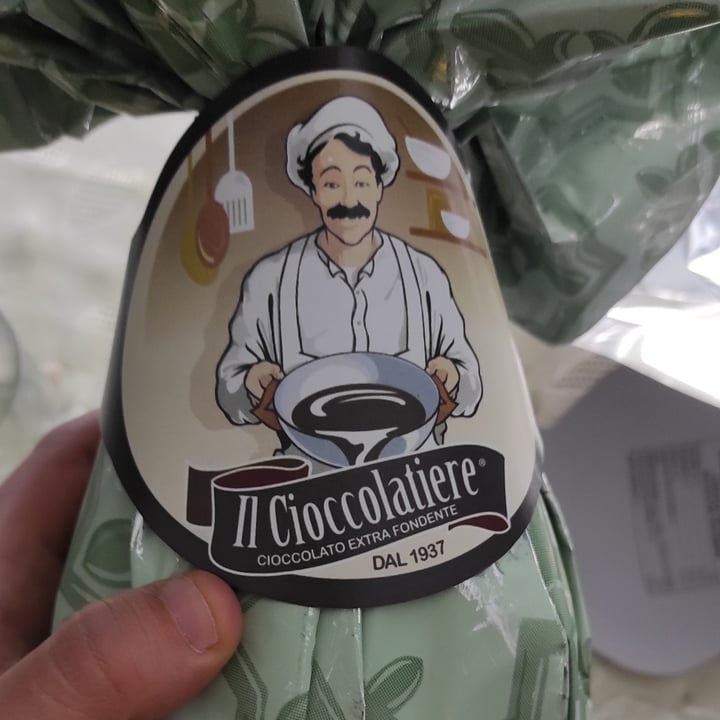 Il Cioccolatiere®
CIOCCOLATO EXTRA FONDENTE
DAL 1937